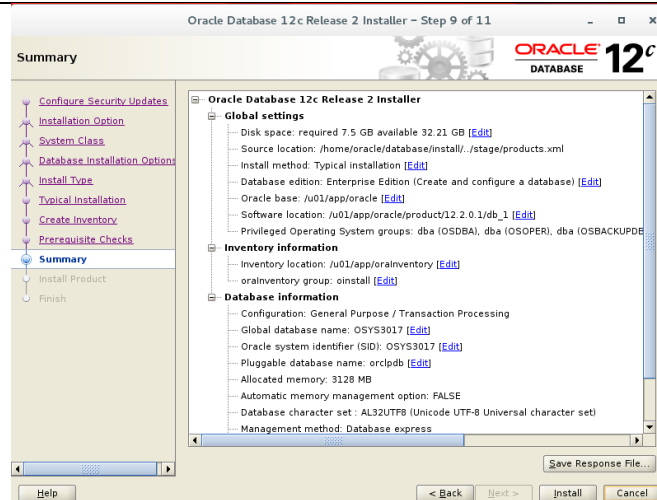 Oracle Database 12c Release 2 Installer – Step 9 of 11
Summary
ORACLE
DATABASE
12c
Configure Security Updates
Installation Option
System Class
Database Installation Options
Install Type
Typical Installation
Create Inventory
Prerequisite Checks
Summary
Install Product
Finish
Oracle Database 12c Release 2 Installer
Global settings
Disk space: required 7.5 GB available 32.21 GB [Edit]
Source location: /home/oracle/database/install/../stage/products.xml
Install method: Typical installation [Edit]
Database edition: Enterprise Edition (Create and configure a database) [Edit]
Oracle base: /u01/app/oracle [Edit]
Software location: /u01/app/oracle/product/12.2.0.1/db_1 [Edit]
Privileged Operating System groups: dba (OSDBA), dba (OSOPER), dba (OSBACKUPDB
Inventory information
Inventory location: /u01/app/oraInventory [Edit]
oraInventory group: oinstall [Edit]
Database information
Configuration: General Purpose / Transaction Processing
Global database name: OSYS3017 [Edit]
Oracle system identifier (SID): OSYS3017 [Edit]
Pluggable database name: orclpdb [Edit]
Allocated memory: 3128 MB
Automatic memory management option: FALSE
Database character set : AL32UTF8 (Unicode UTF-8 Universal character set)
Management method: Database express
Save Response File...
Help
< Back
Next >
Install
Cancel